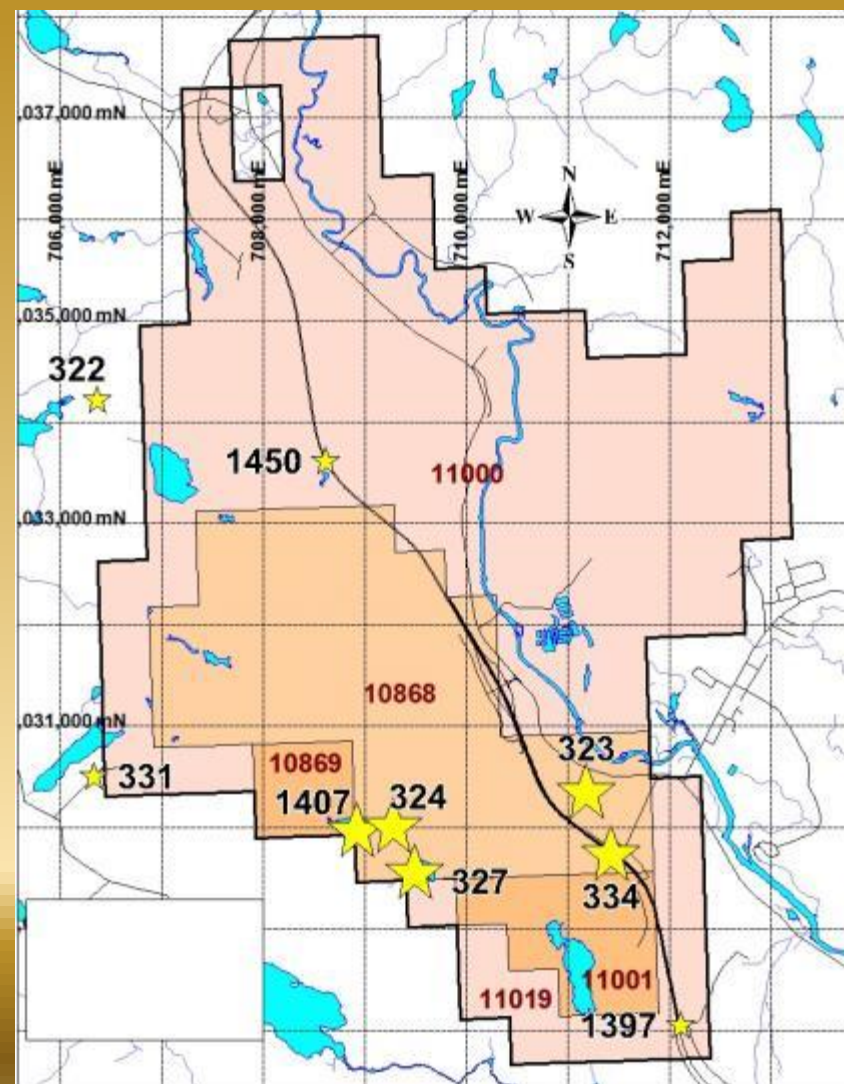 ,037,000 mN
706,000 mE
708,000 mE
710,000 mE
712,000 mE
N
W
E
S
,035,000 mN
322
1450
11000
,033,000 mN
10868
,031,000 mN
323
10869
331
1407
324
327
334
11001
11019
1397